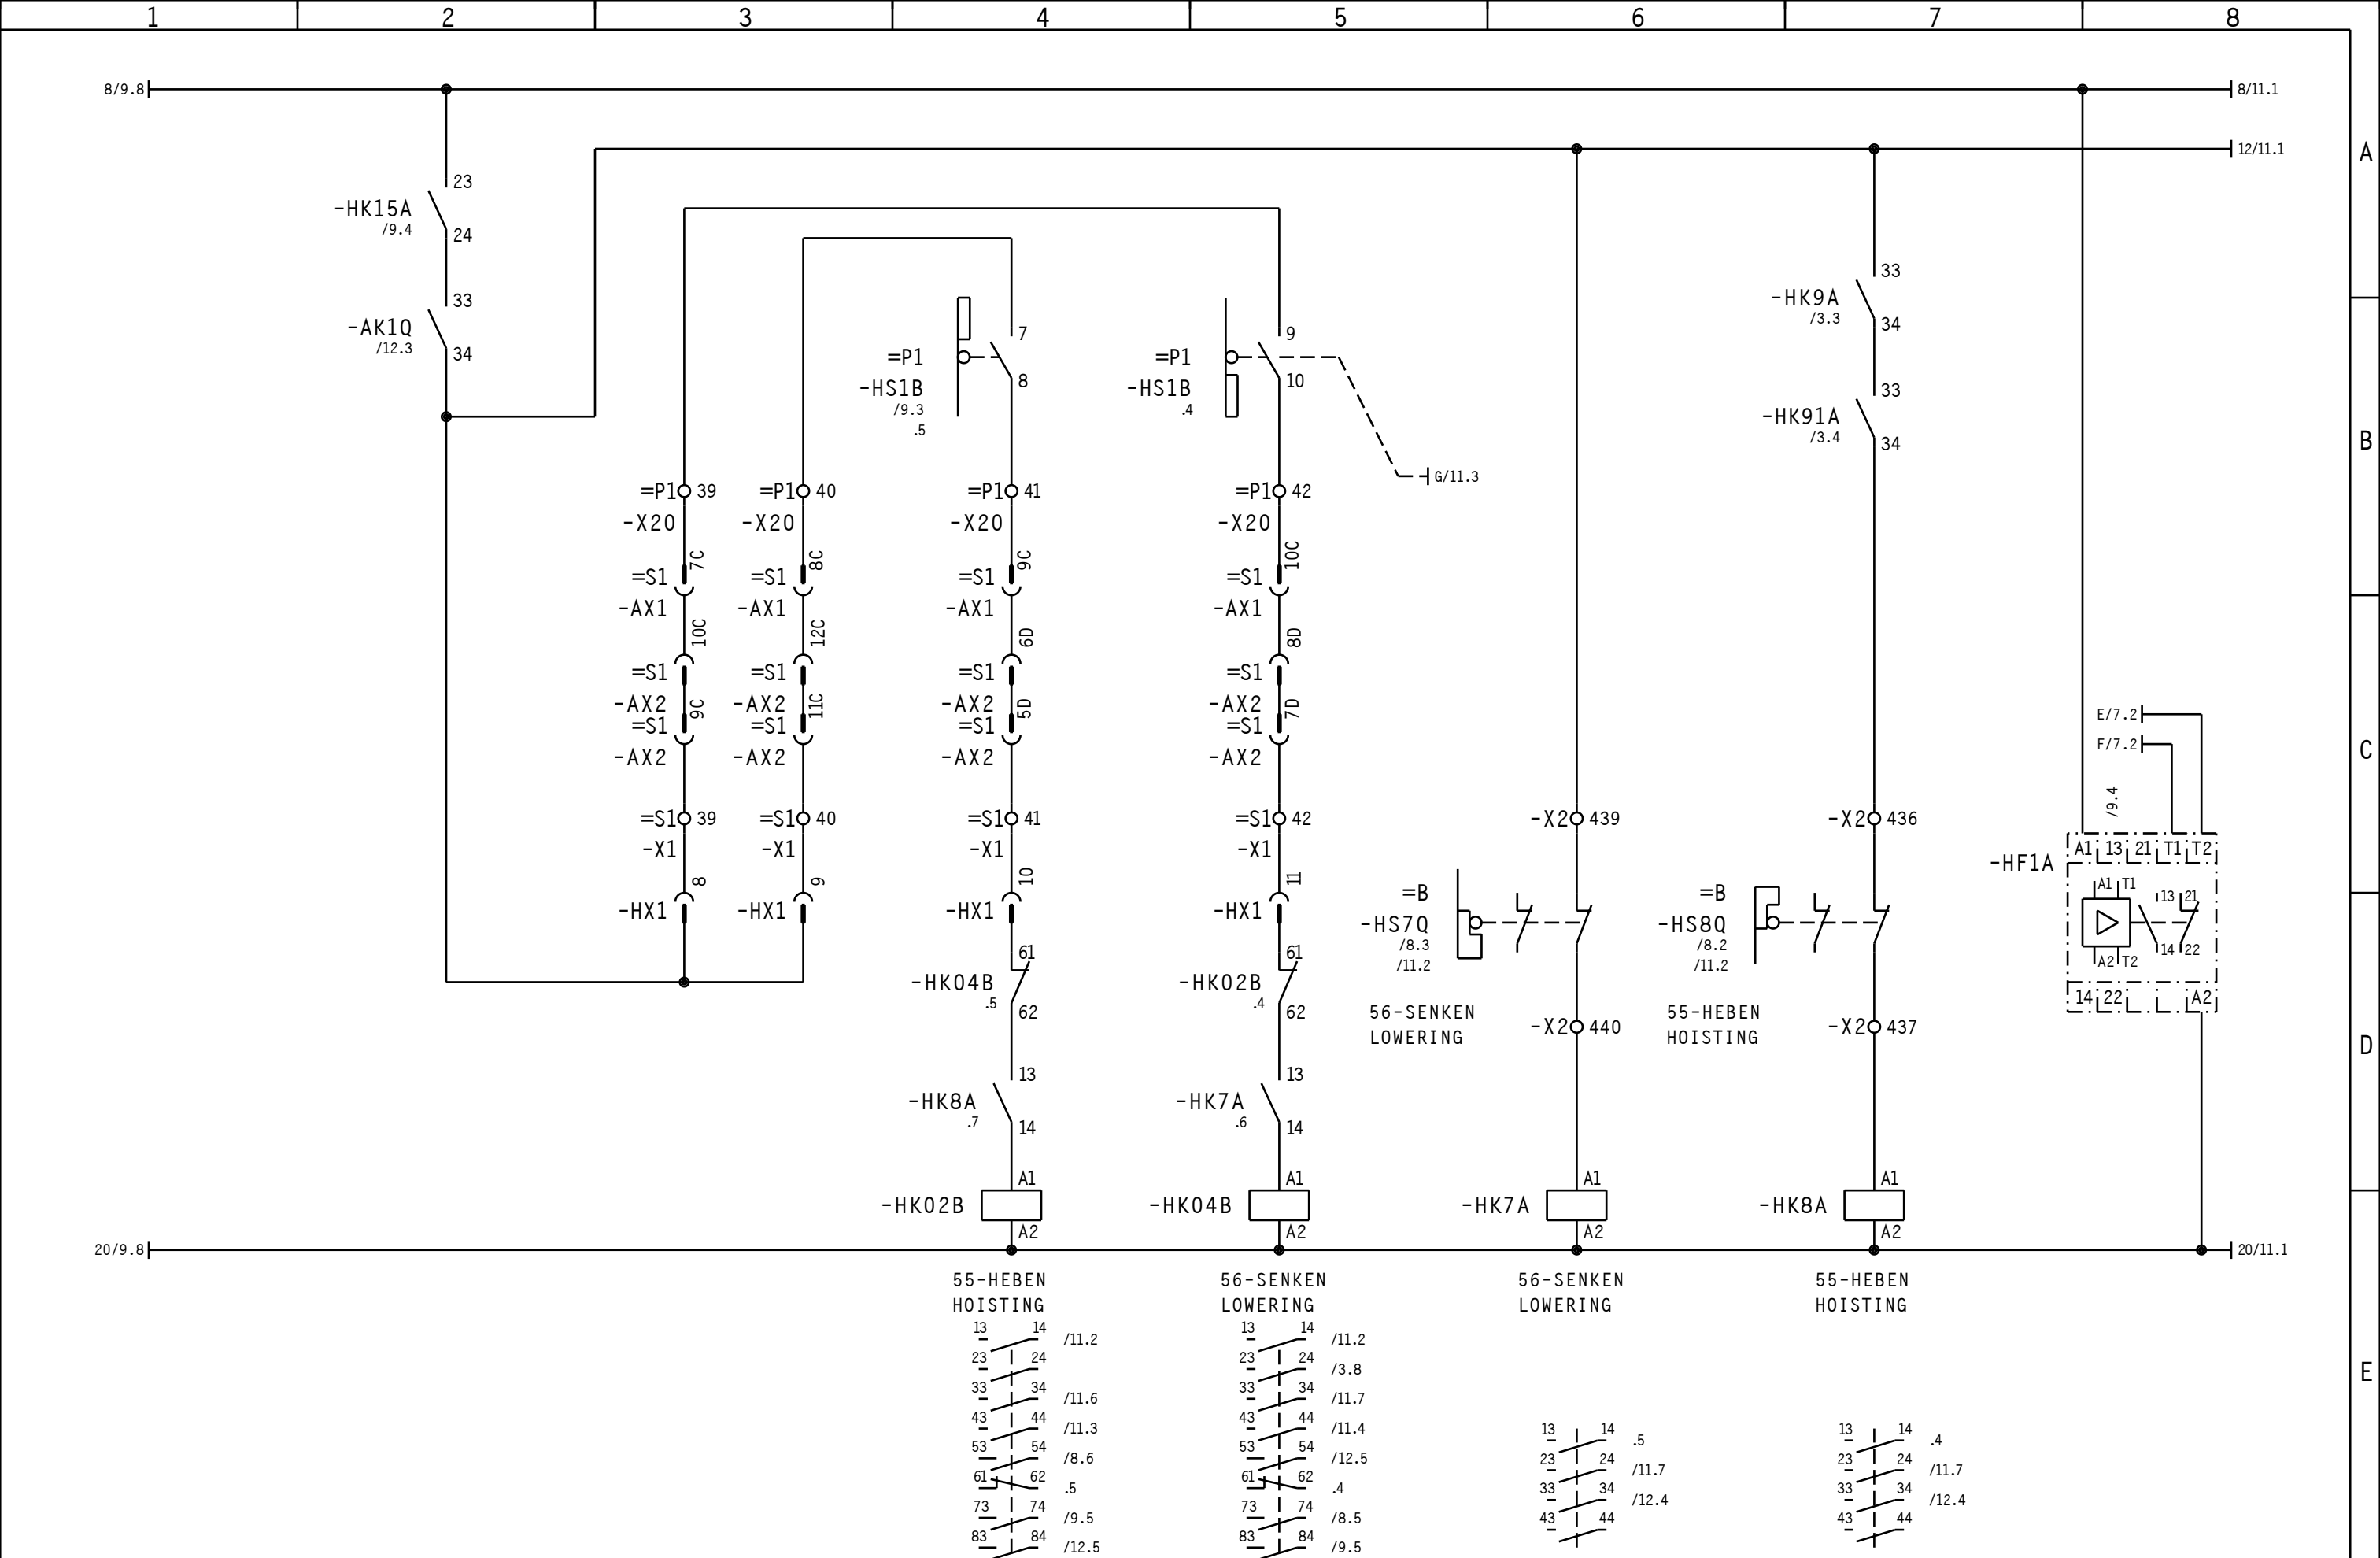 1 2 3 4 5 6 7 8
8/9.8
8/11.1
12/11.1
A
23
-HK15A
/9.4
24
33
-AK1Q
/12.3
34
7
=P1
-HS1B
/9.3
.5
8
9
=P1
-HS1B
.4
10
G/11.3
33
-HK9A
/3.3
34
33
-HK91A
/3.4
34
B
=P1 39
-X20
=P1 40
-X20
=P1 41
-X20
=P1 42
-X20
7C
8C
9C
10C
=S1
-AX1
=S1
-AX1
=S1
-AX1
=S1
-AX1
10C
12C
6D
8D
=S1
-AX2
=S1
-AX2
=S1
-AX2
=S1
-AX2
9C
11C
5D
7D
=S1
-AX2
=S1
-AX2
=S1
-AX2
=S1
-AX2
E/7.2
F/7.2
C
/9.4
=S1 39
-X1
=S1 40
-X1
=S1 41
-X1
=S1 42
-X1
-X2 439
-X2 436
8
9
10
11
-HX1
-HX1
-HX1
-HX1
-HF1A
A1 13 21 T1 T2
A1 T1
13 21
A2 T2
14 22
14 22 A2
=B
-HS7Q
/8.3
/11.2
56-SENKEN
LOWERING
=B
-HS8Q
/8.2
/11.2
55-HEBEN
HOISTING
61
-HK04B
.5
62
61
-HK02B
.4
62
-X2 440
-X2 437
D
13
-HK8A
.7
14
13
-HK7A
.6
14
A1
-HK02B
A2
A1
-HK04B
A2
A1
-HK7A
A2
A1
-HK8A
A2
20/9.8
20/11.1
55-HEBEN
HOISTING
56-SENKEN
LOWERING
56-SENKEN
LOWERING
55-HEBEN
HOISTING
E
13 14 /11.2
23 24
33 34 /11.6
43 44 /11.3
53 54 /8.6
61 62 .5
73 74 /9.5
83 84 /12.5
13 14 /11.2
23 24 /3.8
33 34 /11.7
43 44 /11.4
53 54 /12.5
61 62 .4
73 74 /8.5
83 84 /9.5
13 14 .5
23 24 /11.7
33 34 /12.4
43 44
13 14 .4
23 24 /11.7
33 34 /12.4
43 44